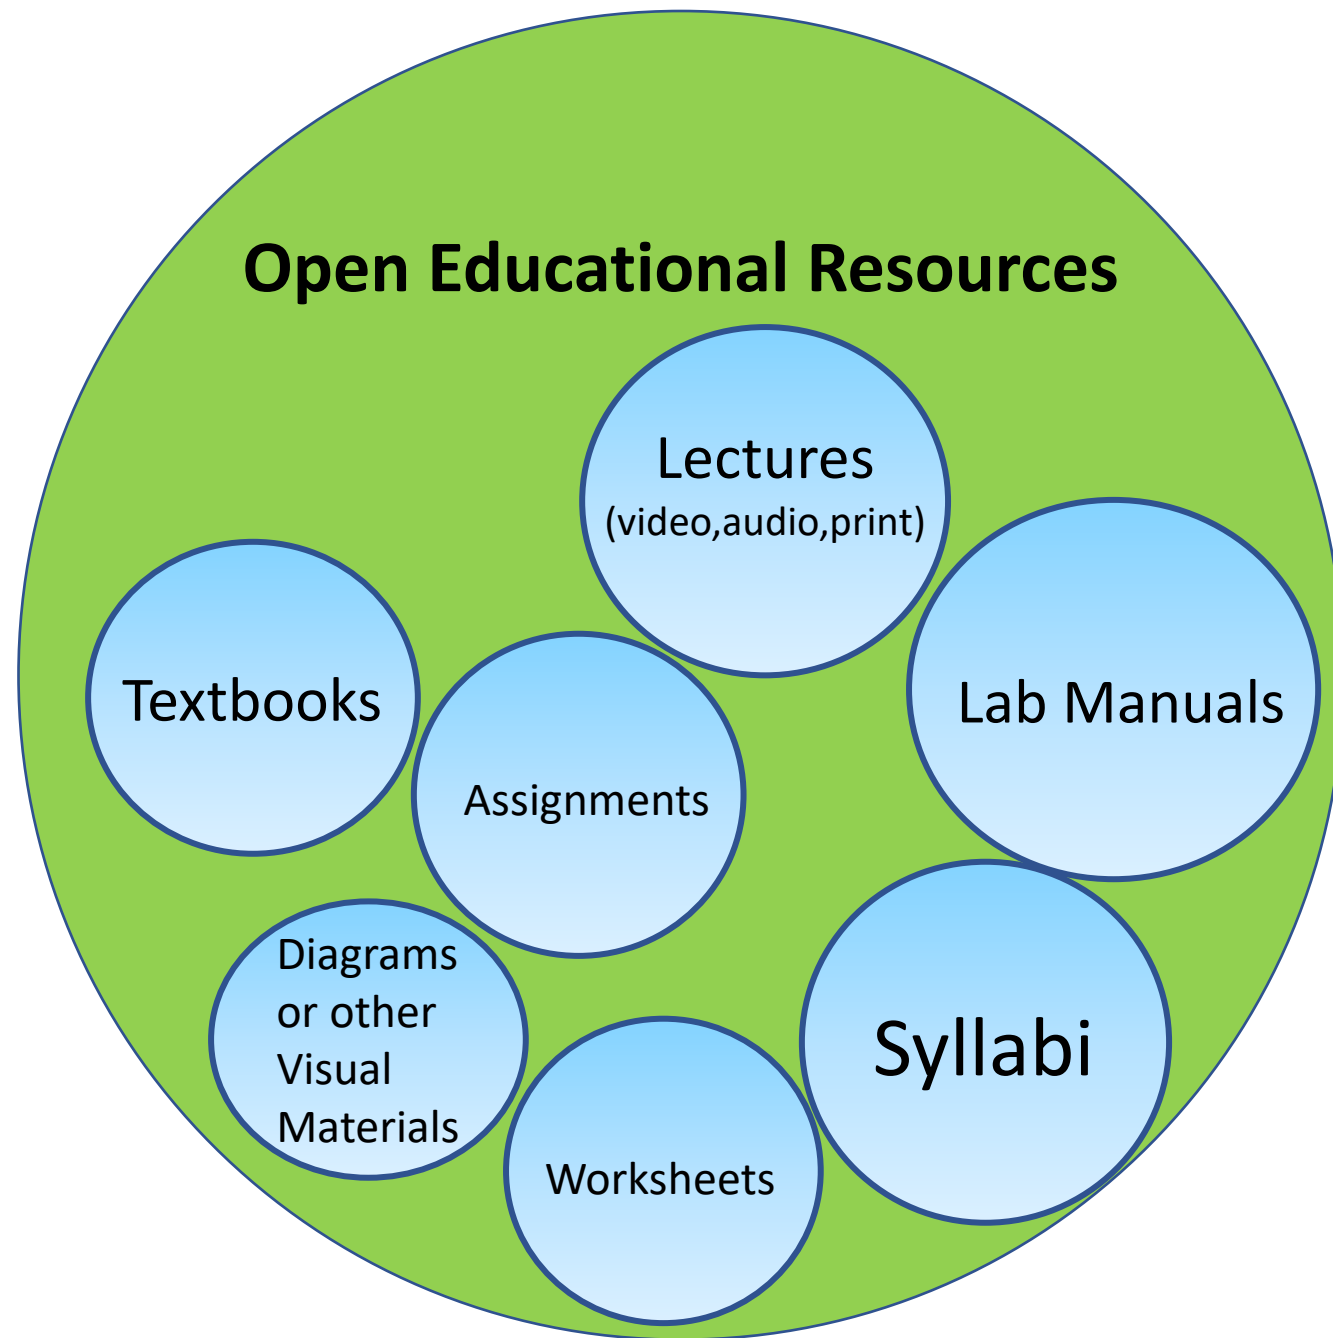 Open Educational Resources
Lectures
(video,audio,print)
Textbooks
Lab Manuals
Assignments
Diagrams
or other
Visual
Materials
Syllabi
Worksheets